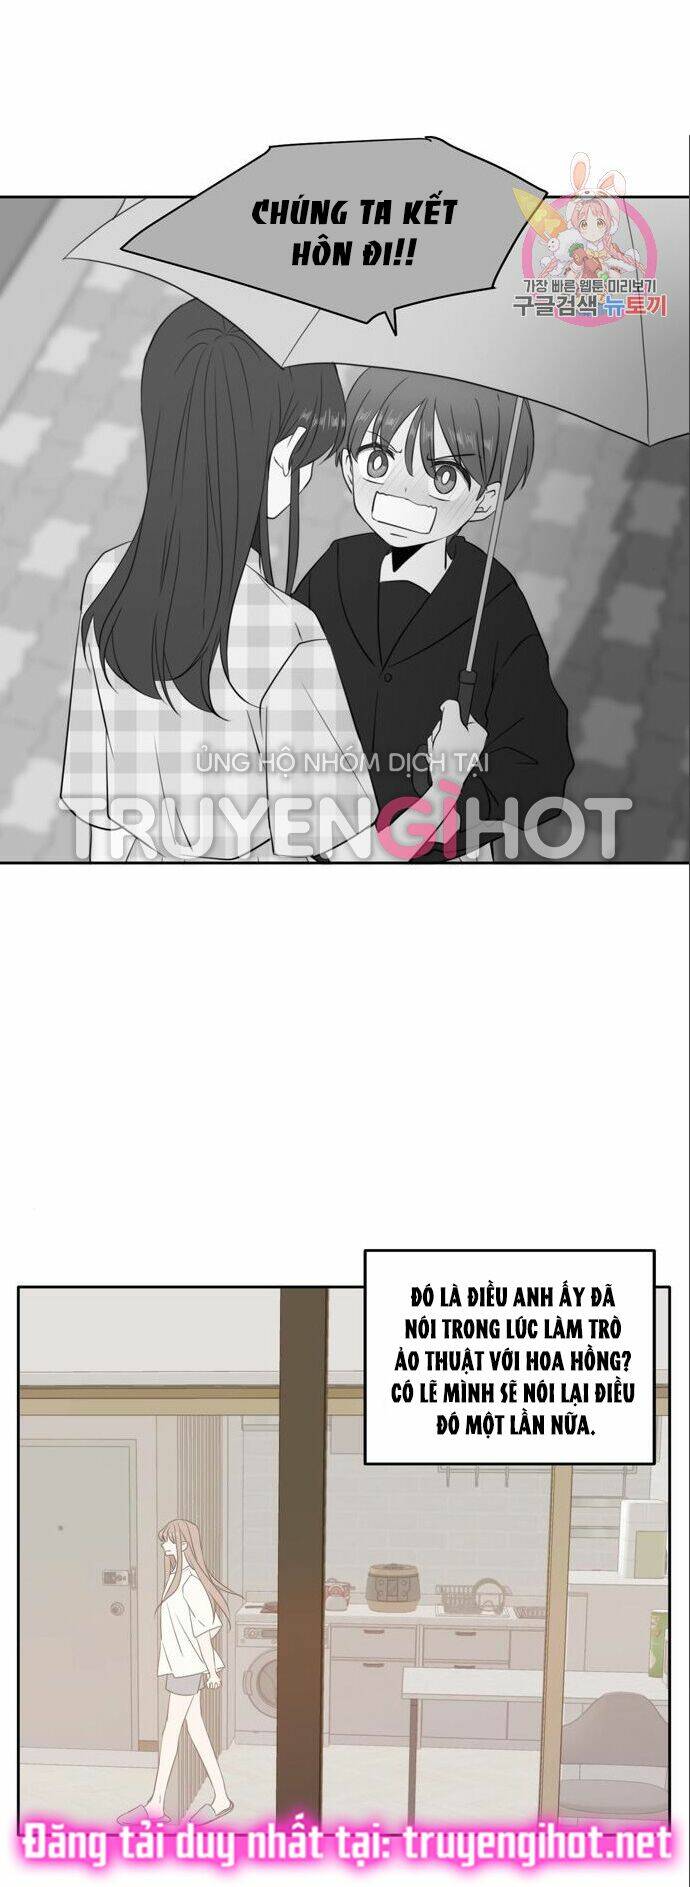 CHÚNG TA KẾT
HÔN ĐI!!
가장 빠른 웹툰 미리보기
구글검색 뉴토끼
ỦNG HỘ NHÓM DỊCH TẠI
TRUYENGIHOT
ĐÓ LÀ ĐIỀU ANH ẤY ĐÃ
NÓI TRONG LÚC LÀM TRÒ
ẢO THUẬT VỚI HOA HỒNG?
CÓ LẼ MÌNH SẼ NÓI LẠI ĐIỀU
ĐÓ MỘT LẦN NỮA.
Đăng tải duy nhất tại: truyengihot.net